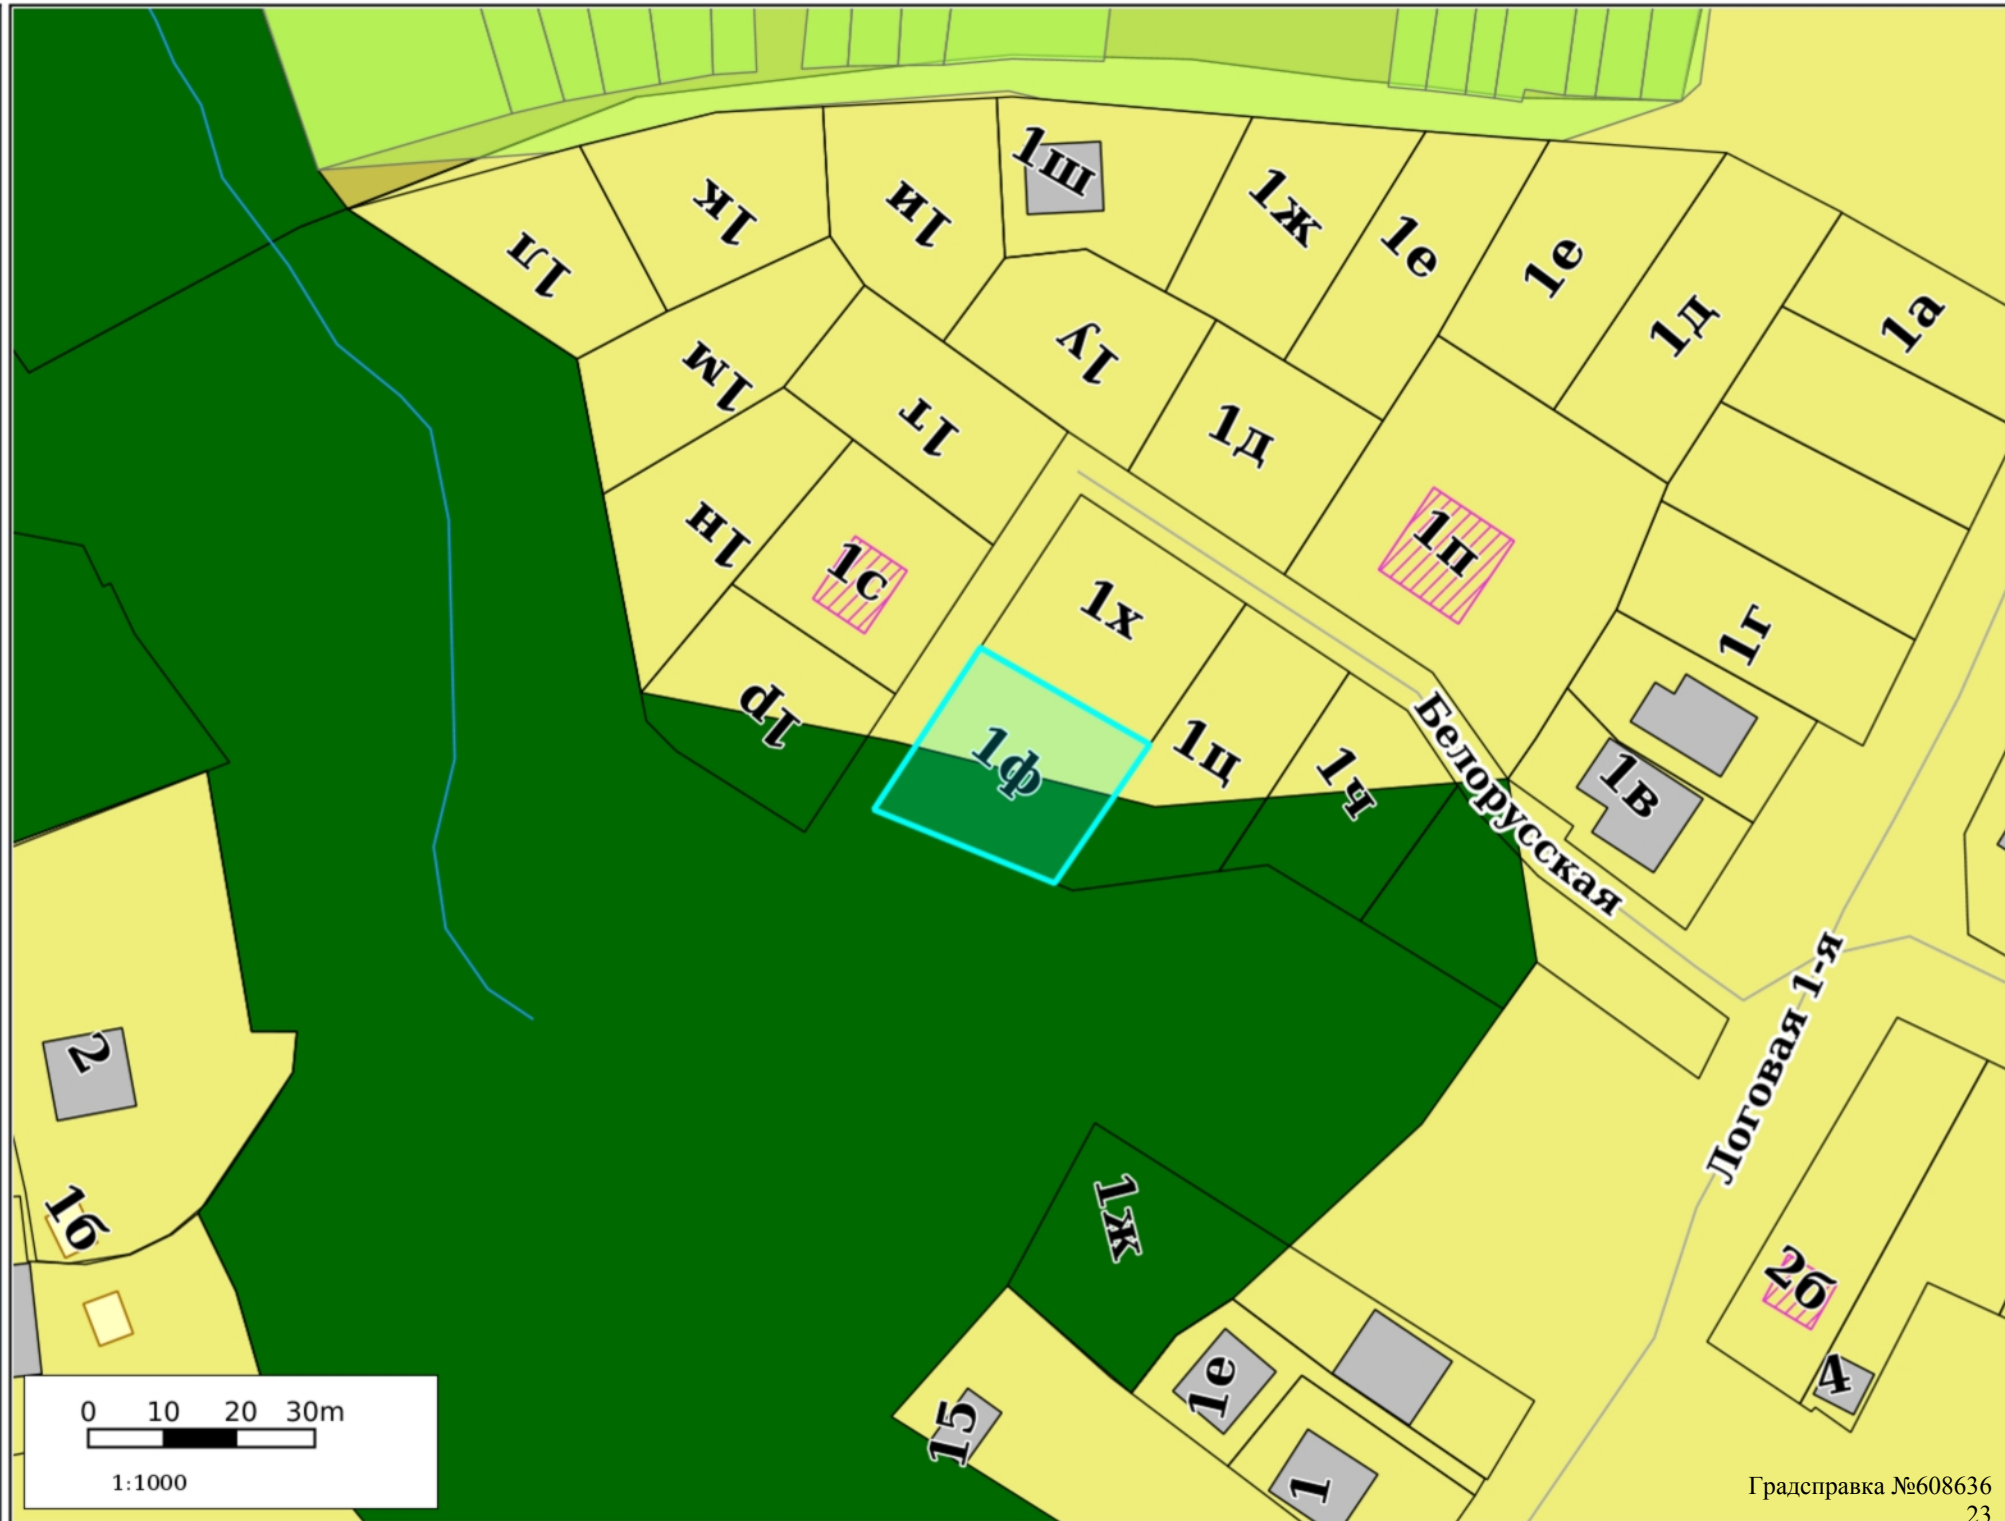 1ш
1к
1и
1ж
1е
1е
1л
1д
1а
1м
1т
1у
1д
1н
1с
1х
1п
1г
1р
1ф
1ц
1ч
1в
Белорусская
Логовая 1-я
2
1б
1ж
2б
4
1е
15
1
0 10 20 30m
1:1000
Градсправка №608636
23